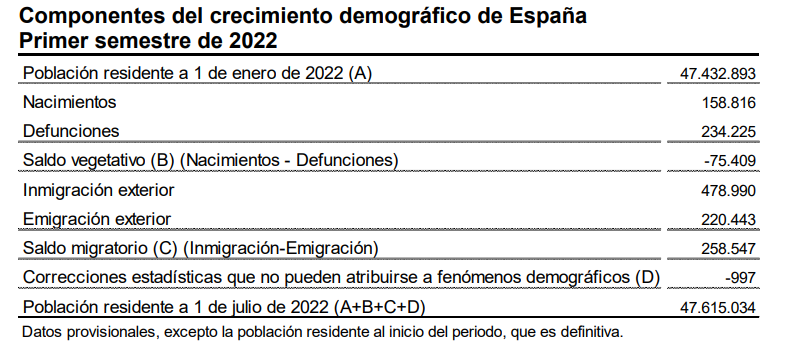 Componentes del crecimiento demográfico de España
Primer semestre de 2022
Población residente a 1 de enero de 2022 (A) 47.432.893
Nacimientos 158.816
Defunciones 234.225
Saldo vegetativo (B) (Nacimientos - Defunciones) -75.409
Inmigración exterior 478.990
Emigración exterior 220.443
Saldo migratorio (C) (Inmigración-Emigración) 258.547
Correcciones estadísticas que no pueden atribuirse a fenómenos demográficos (D) -997
Población residente a 1 de julio de 2022 (A+B+C+D) 47.615.034
Datos provisionales, excepto la población residente al inicio del periodo, que es definitiva.